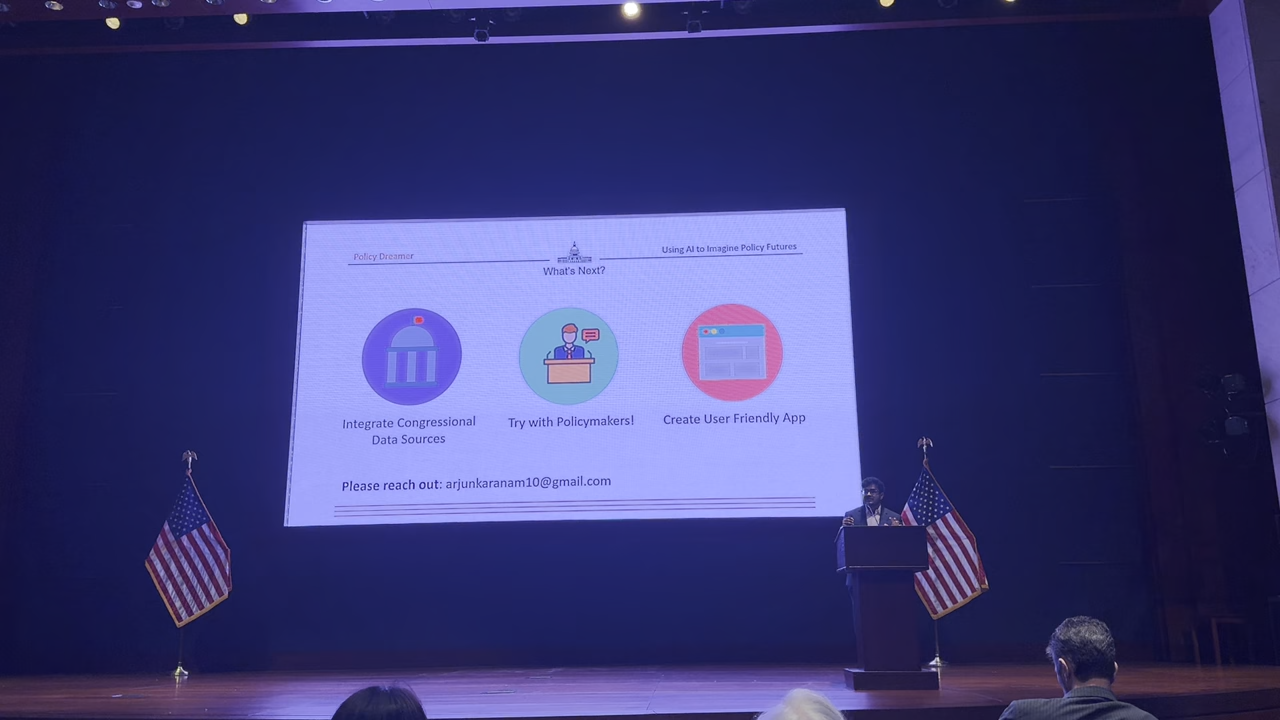 Policy Dreamer
Using AI to Imagine Policy Futures
What's Next?
Integrate Congressional
Data Sources
Try with Policymakers!
Create User Friendly App
Please reach out: arjunkaranam10@gmail.com